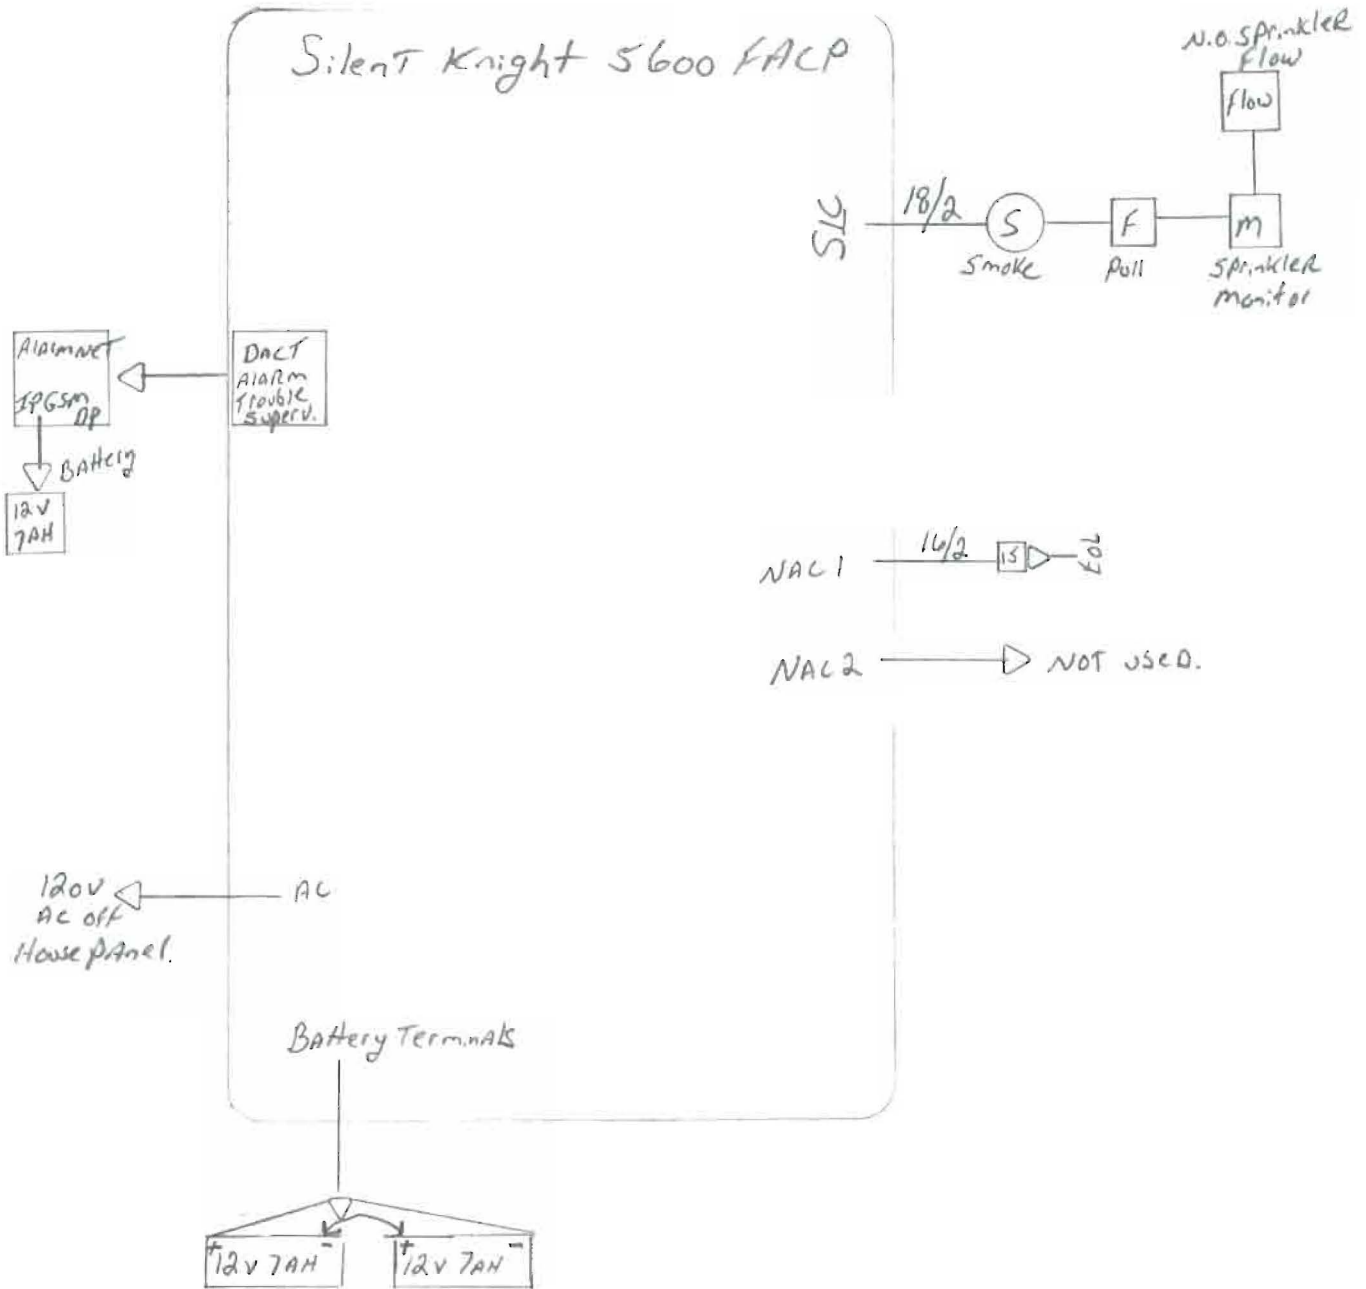 Silent Knight 5600 FACP
N.O. Sprinkler
Flow
Flow
SLC
18/2
S
F
M
Smoke
Pull
Sprinkler
Monitor
AlarmNet
IPGSM
DP
DACT
Alarm
Trouble
Superv.
Battery
12V
7AH
NAC 1
16/2
15
EOL
NAC 2
NOT USED.
120V
AC off
House Panel.
AC
Battery Terminals
+ 12V 7AH -
+ 12V 7AH -